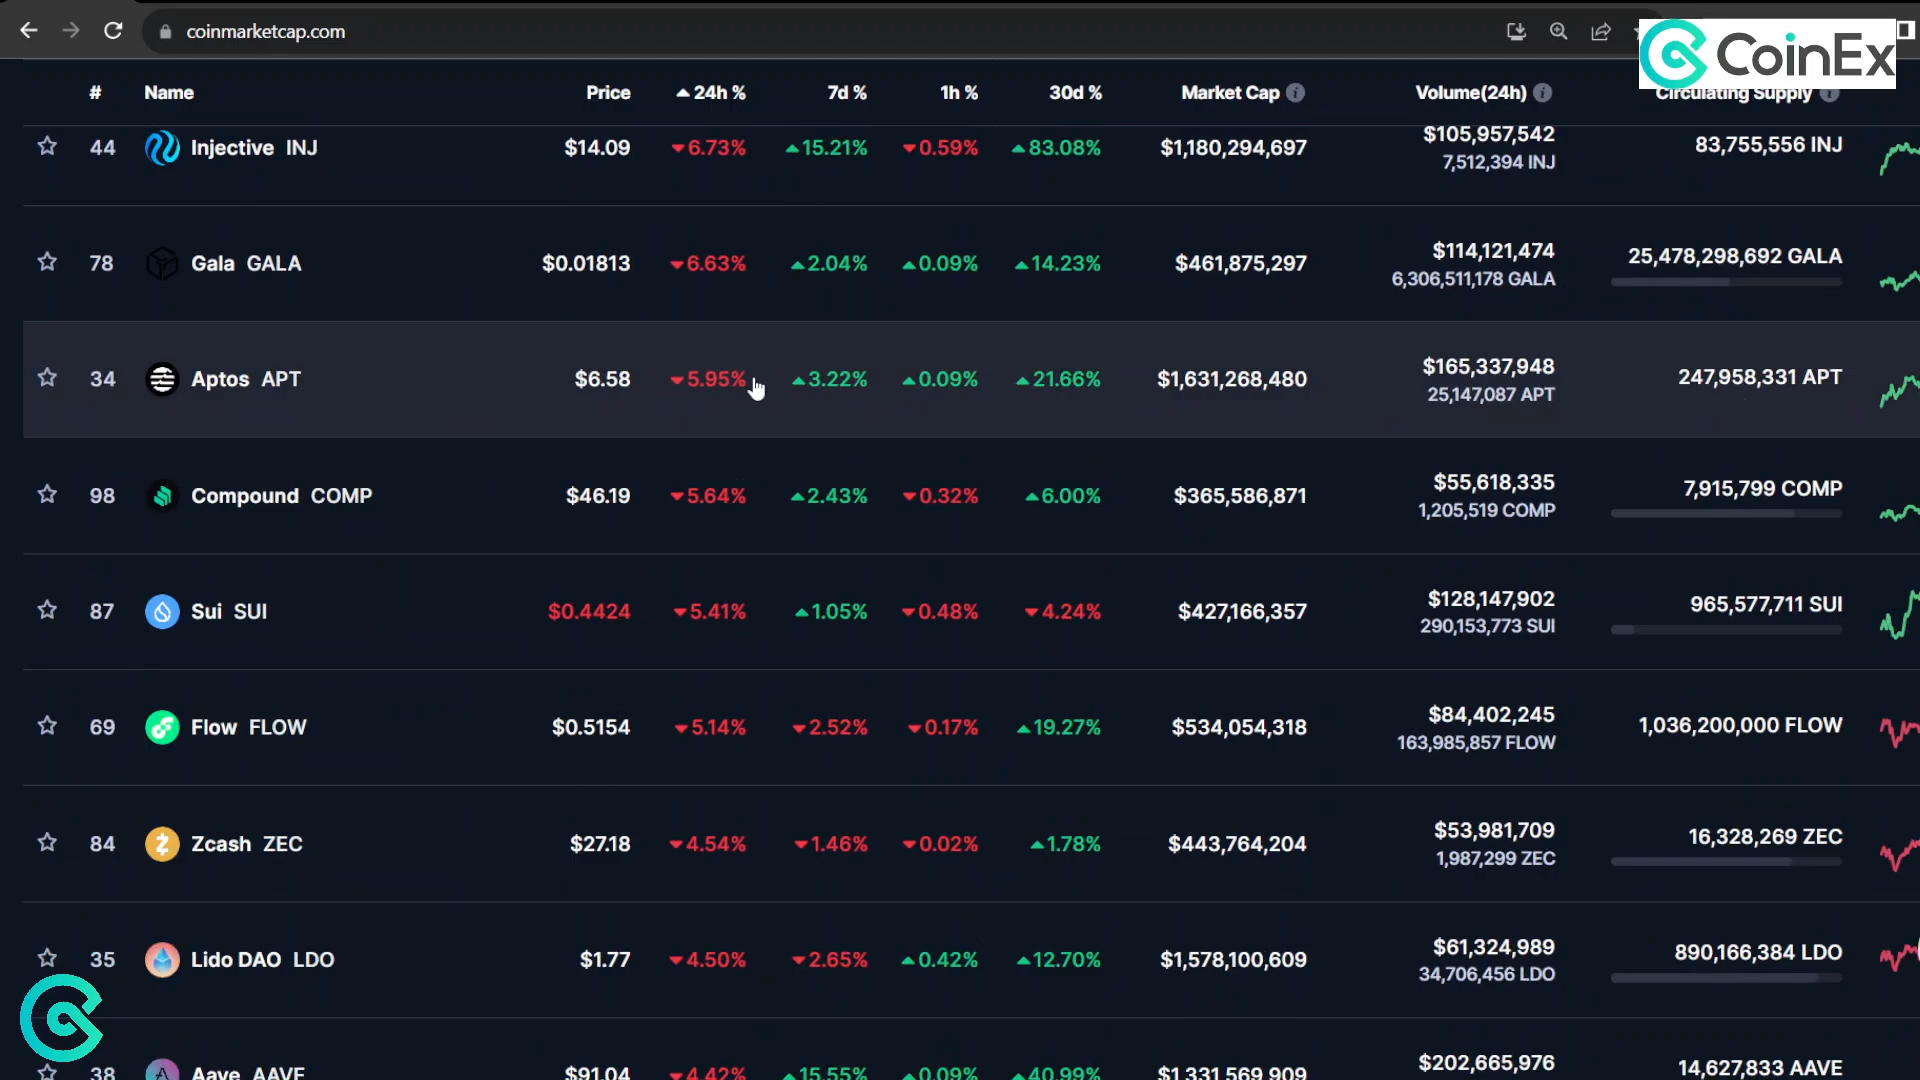 coinmarketcap.com
CoinEx
# Name Price 24h % 7d % 1h % 30d % Market Cap Volume(24h) Circulating Supply
44 Injective INJ $14.09 6.73% 15.21% 0.59% 83.08% $1,180,294,697 $105,957,542 83,755,556 INJ
7,512,394 INJ
78 Gala GALA $0.01813 6.63% 2.04% 0.09% 14.23% $461,875,297 $114,121,474 25,478,298,692 GALA
6,306,511,178 GALA
34 Aptos APT $6.58 5.95% 3.22% 0.09% 21.66% $1,631,268,480 $165,337,948 247,958,331 APT
25,147,087 APT
98 Compound COMP $46.19 5.64% 2.43% 0.32% 6.00% $365,586,871 $55,618,335 7,915,799 COMP
1,205,519 COMP
87 Sui SUI $0.4424 5.41% 1.05% 0.48% 4.24% $427,166,357 $128,147,902 965,577,711 SUI
290,153,773 SUI
69 Flow FLOW $0.5154 5.14% 2.52% 0.17% 19.27% $534,054,318 $84,402,245 1,036,200,000 FLOW
163,985,857 FLOW
84 Zcash ZEC $27.18 4.54% 1.46% 0.02% 1.78% $443,764,204 $53,981,709 16,328,269 ZEC
1,987,299 ZEC
35 Lido DAO LDO $1.77 4.50% 2.65% 0.42% 12.70% $1,578,100,609 $61,324,989 890,166,384 LDO
34,706,456 LDO
38 Aave AAVE $91.04 4.42% 15.55% 0.09% 40.99% $1,331,569,909 $202,665,976 14,627,833 AAVE